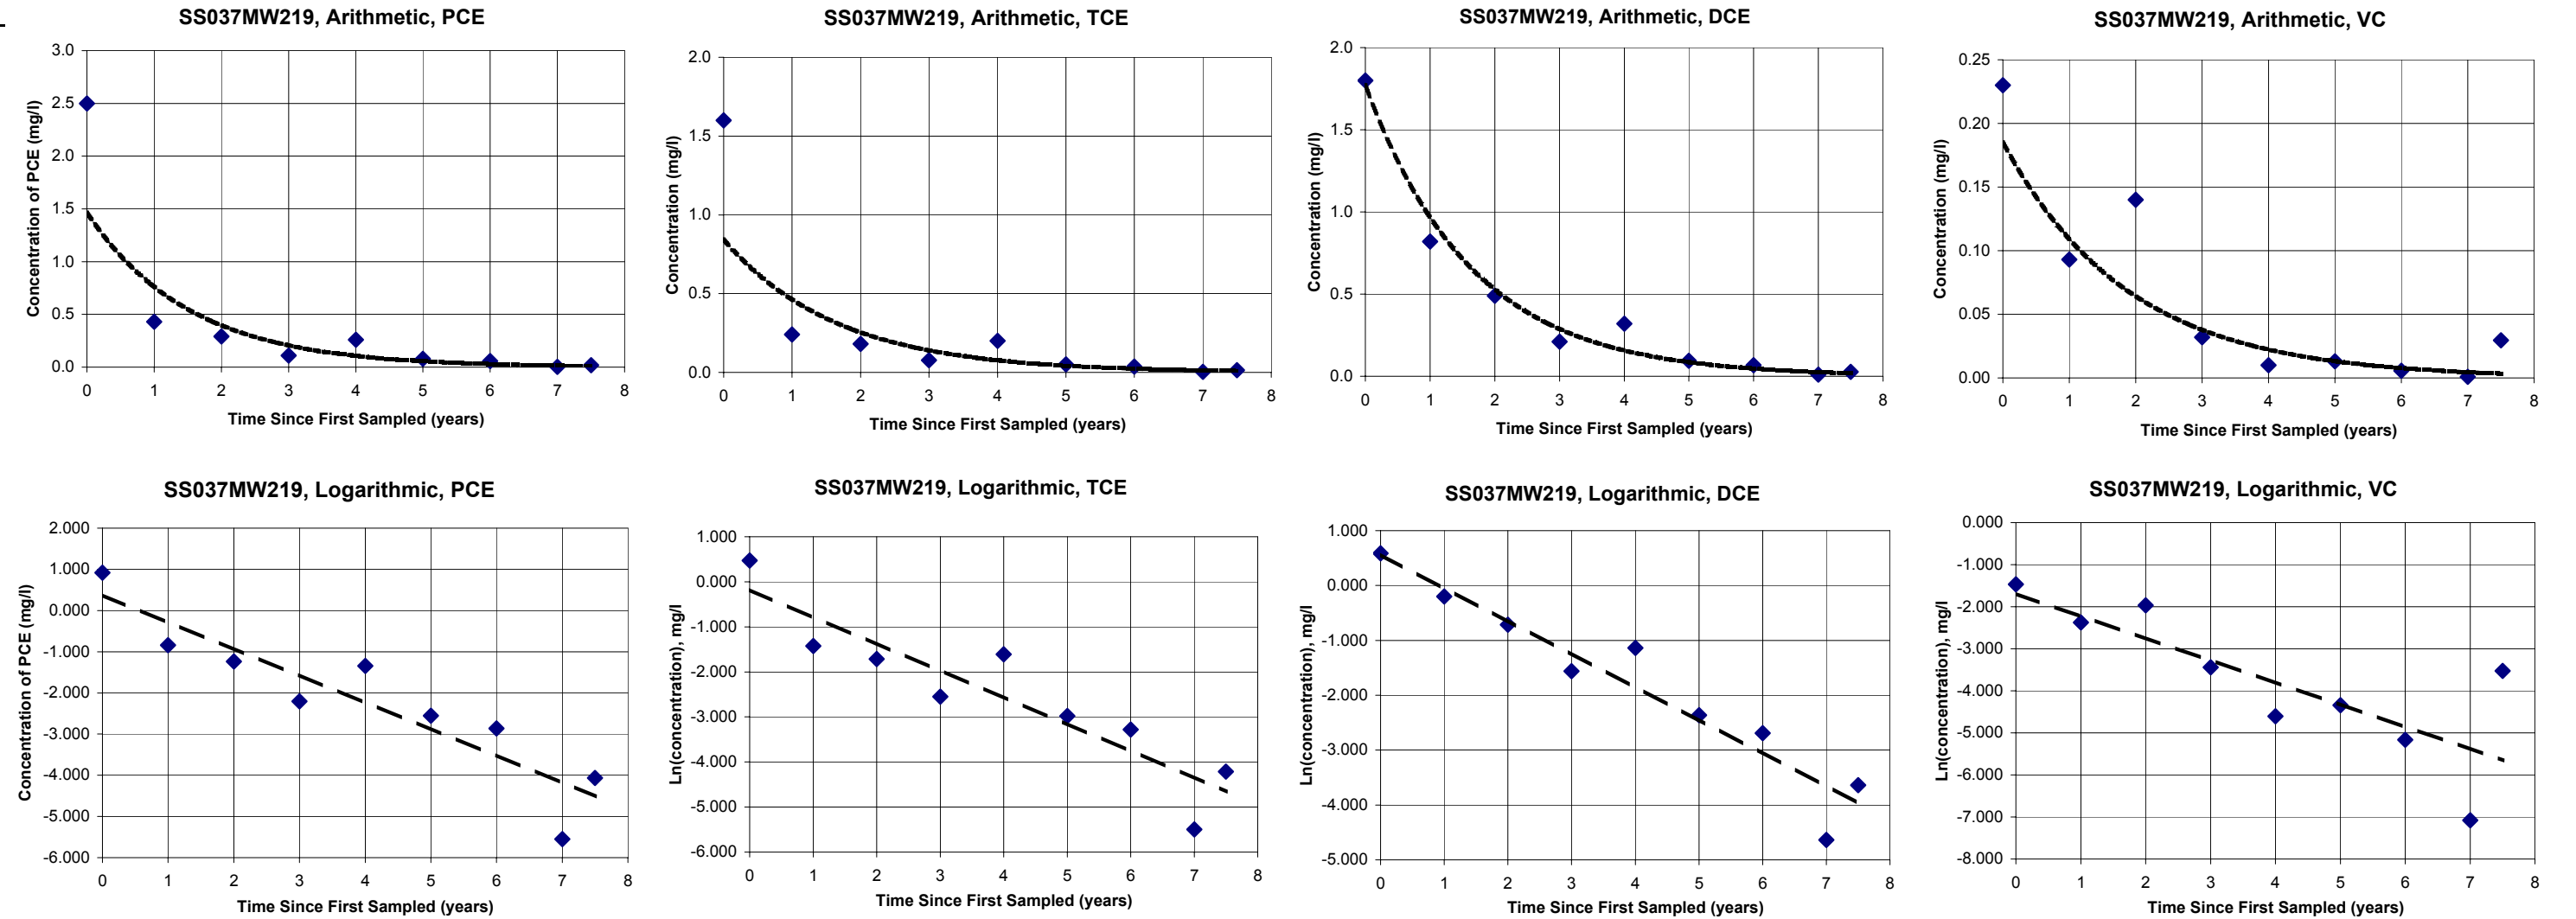 SS037MW219, Arithmetic, PCE
3.0
2.5
2.0
1.5
1.0
0.5
0.0
0 1 2 3 4 5 6 7 8
Concentration of PCE (mg/l)
Time Since First Sampled (years)
SS037MW219, Arithmetic, TCE
2.0
1.5
1.0
0.5
0.0
0 1 2 3 4 5 6 7 8
Concentration (mg/l)
Time Since First Sampled (years)
SS037MW219, Arithmetic, DCE
2.0
1.5
1.0
0.5
0.0
0 1 2 3 4 5 6 7 8
Concentration (mg/l)
Time Since First Sampled (years)
SS037MW219, Arithmetic, VC
0.25
0.20
0.15
0.10
0.05
0.00
0 1 2 3 4 5 6 7 8
Concentration (mg/l)
Time Since First Sampled (years)
SS037MW219, Logarithmic, PCE
2.000
1.000
0.000
-1.000
-2.000
-3.000
-4.000
-5.000
-6.000
0 1 2 3 4 5 6 7 8
Concentration of PCE (mg/l)
Time Since First Sampled (years)
SS037MW219, Logarithmic, TCE
1.000
0.000
-1.000
-2.000
-3.000
-4.000
-5.000
-6.000
0 1 2 3 4 5 6 7 8
Ln(concentration), mg/l
Time Since First Sampled (years)
SS037MW219, Logarithmic, DCE
1.000
0.000
-1.000
-2.000
-3.000
-4.000
-5.000
0 1 2 3 4 5 6 7 8
Ln(concentration), mg/l
Time Since First Sampled (years)
SS037MW219, Logarithmic, VC
0.000
-1.000
-2.000
-3.000
-4.000
-5.000
-6.000
-7.000
-8.000
0 1 2 3 4 5 6 7 8
Ln(concentration), mg/l
Time Since First Sampled (years)